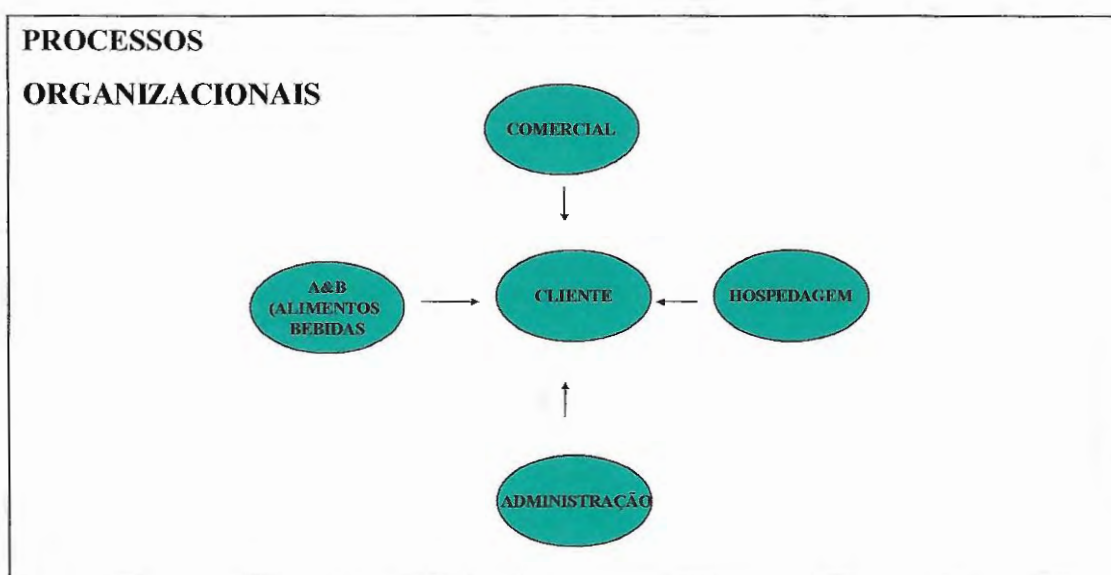 PROCESSOS
ORGANIZACIONAIS
COMERCIAL
A&B
(ALIMENTOS
BEBIDAS
CLIENTE
HOSPEDAGEM
ADMINISTRAÇÃO